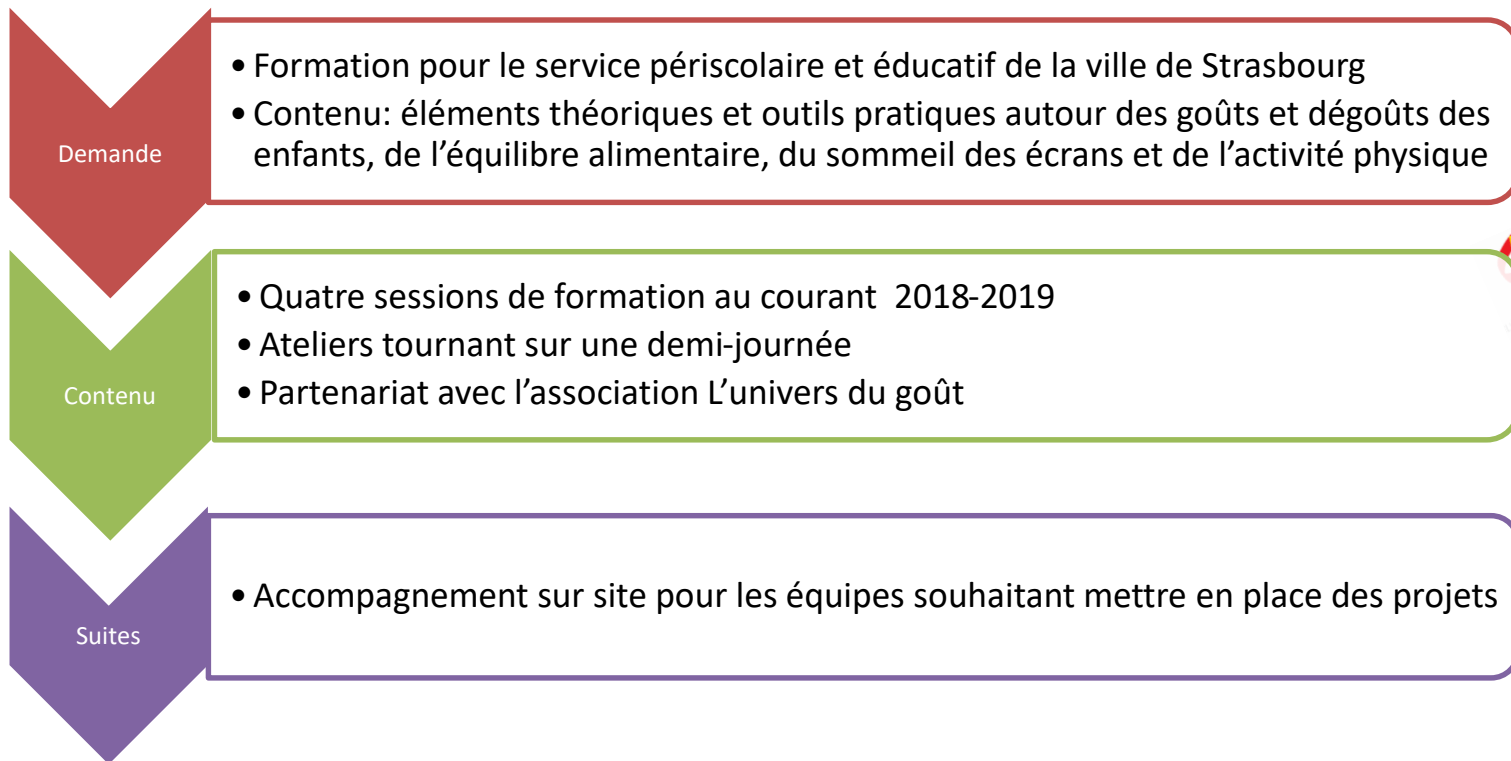 Demande
• Formation pour le service périscolaire et éducatif de la ville de Strasbourg
• Contenu: éléments théoriques et outils pratiques autour des goûts et dégoûts des
enfants, de l’équilibre alimentaire, du sommeil des écrans et de l’activité physique
Contenu
• Quatre sessions de formation au courant  2018-2019
• Ateliers tournant sur une demi-journée
• Partenariat avec l’association L’univers du goût
Suites
• Accompagnement sur site pour les équipes souhaitant mettre en place des projets